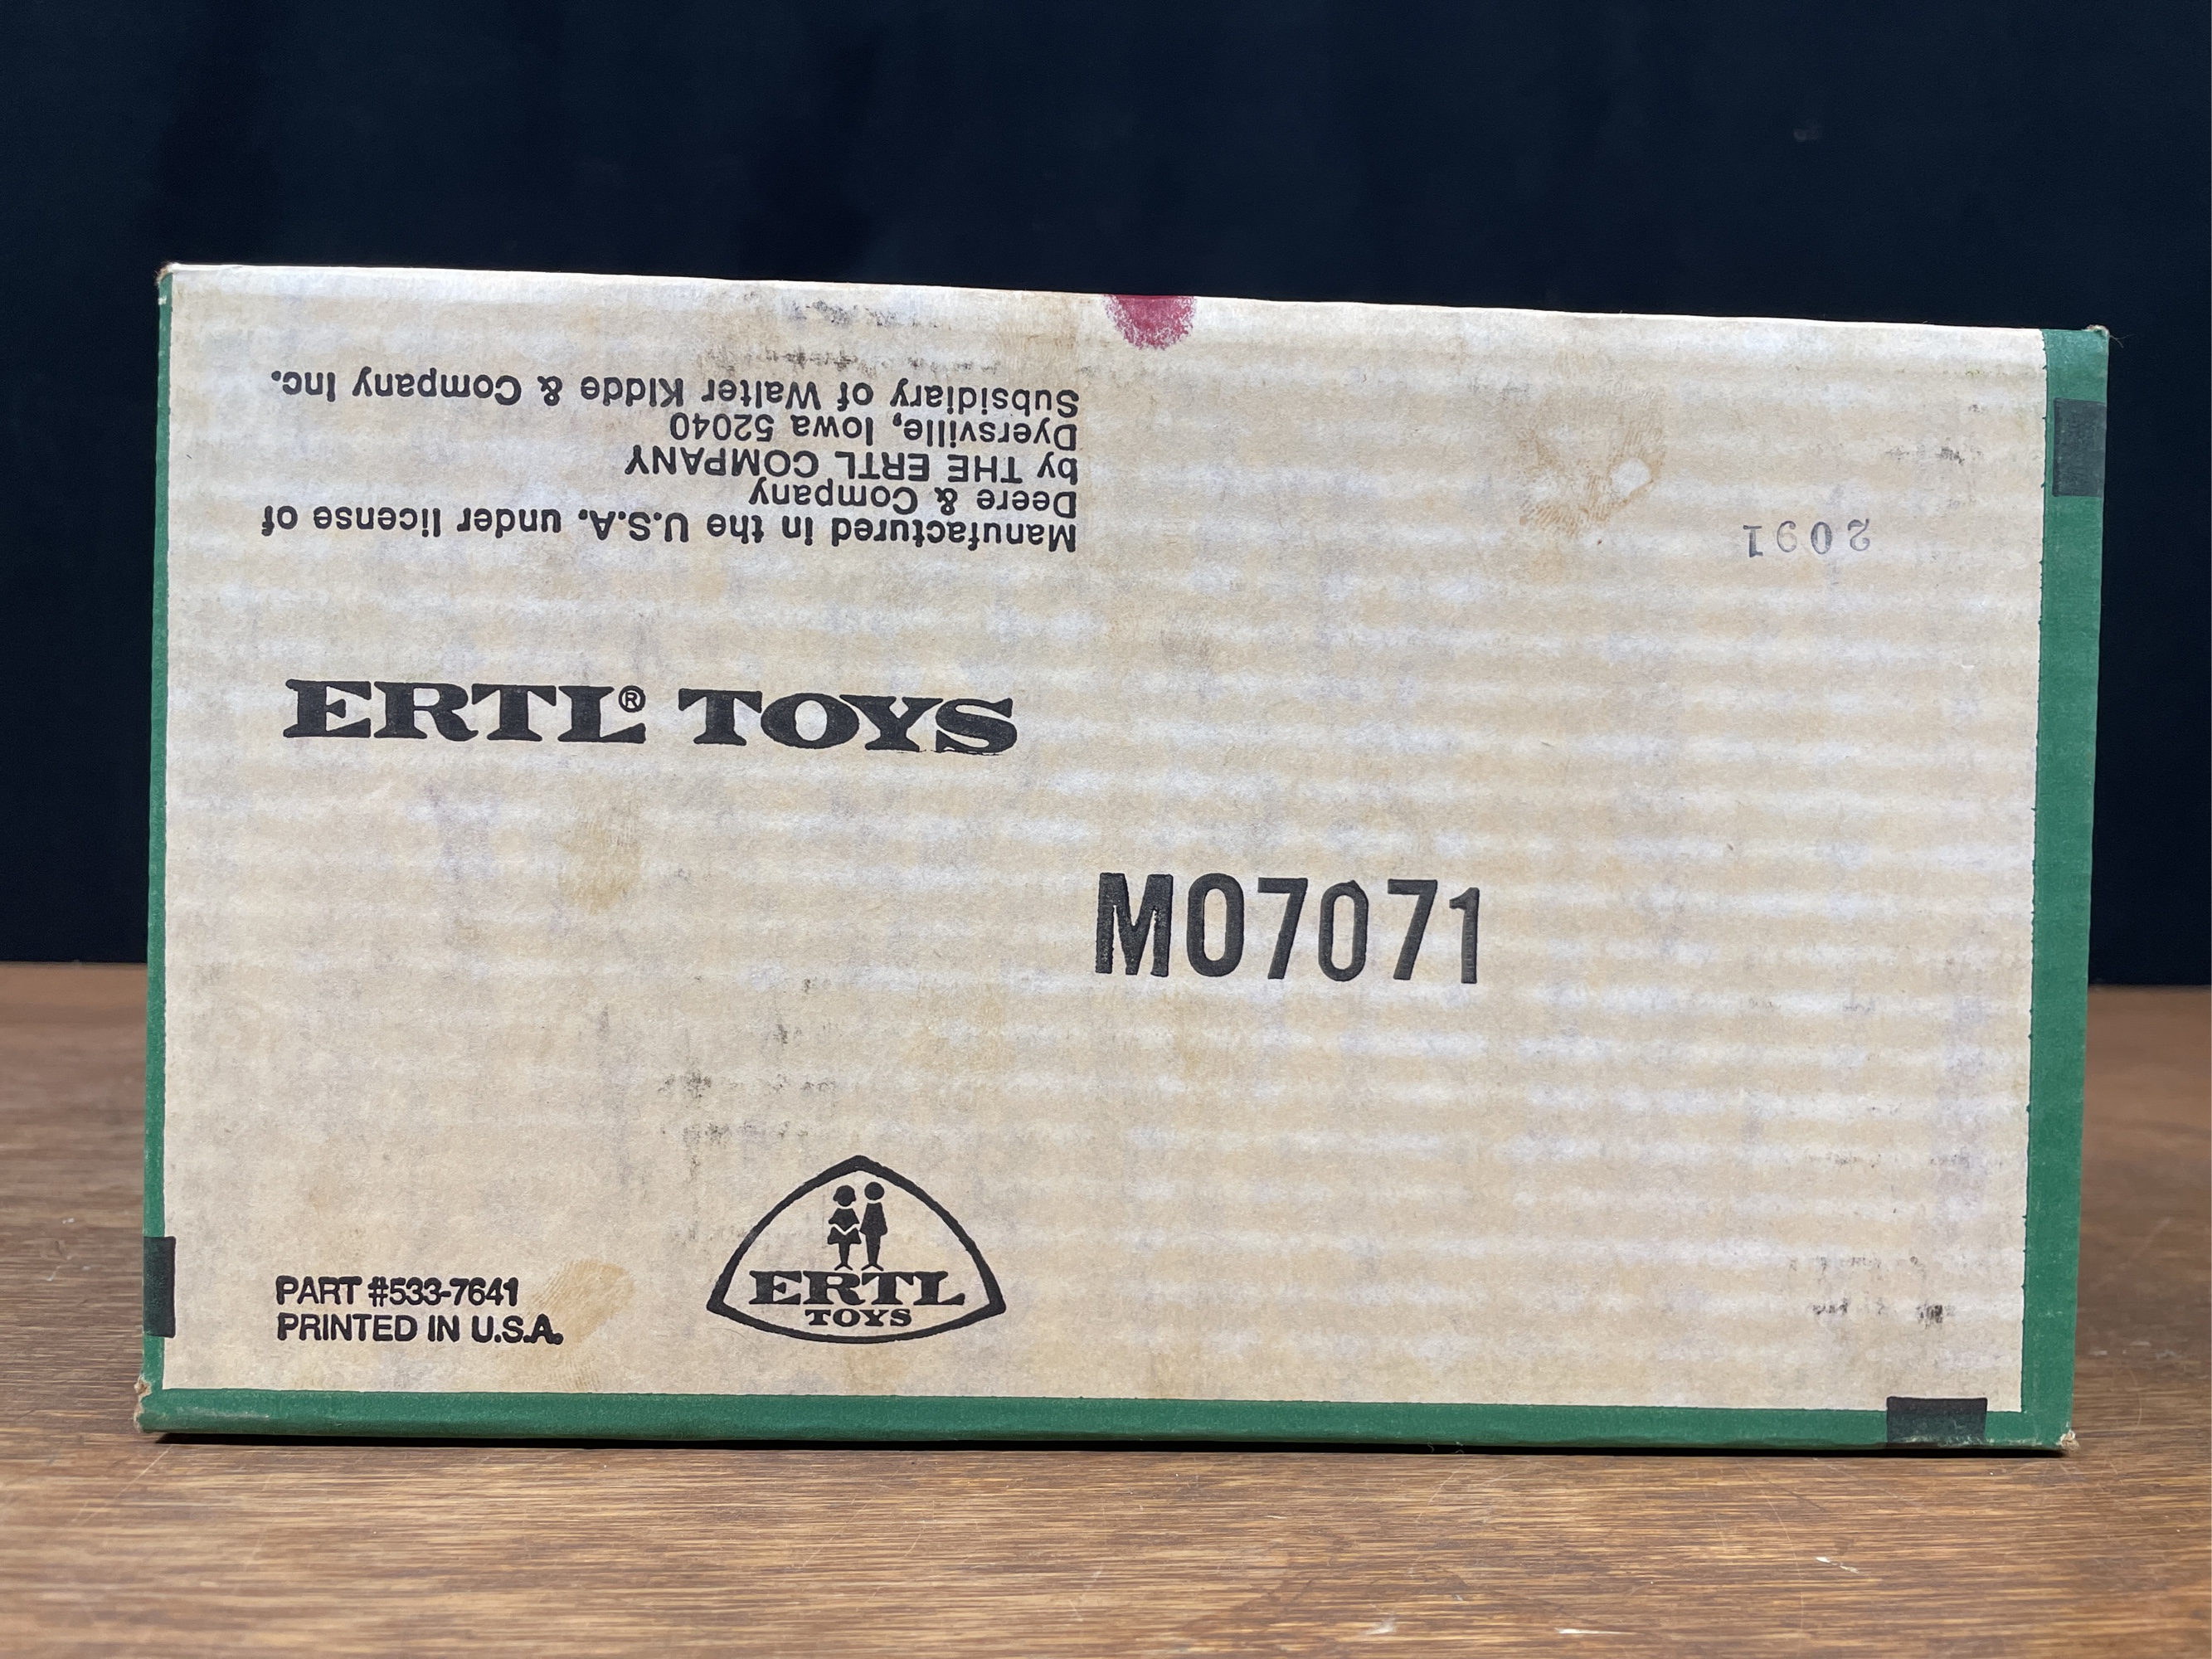 Manufactured in the U.S.A. under license of
Deere & Company
by THE ERTL COMPANY
Dyersville, Iowa 52040
Subsidiary of Walter Kidde & Company Inc.
2091
ERTL® TOYS
M07071
ERTL
TOYS
PART #533-7641
PRINTED IN U.S.A.